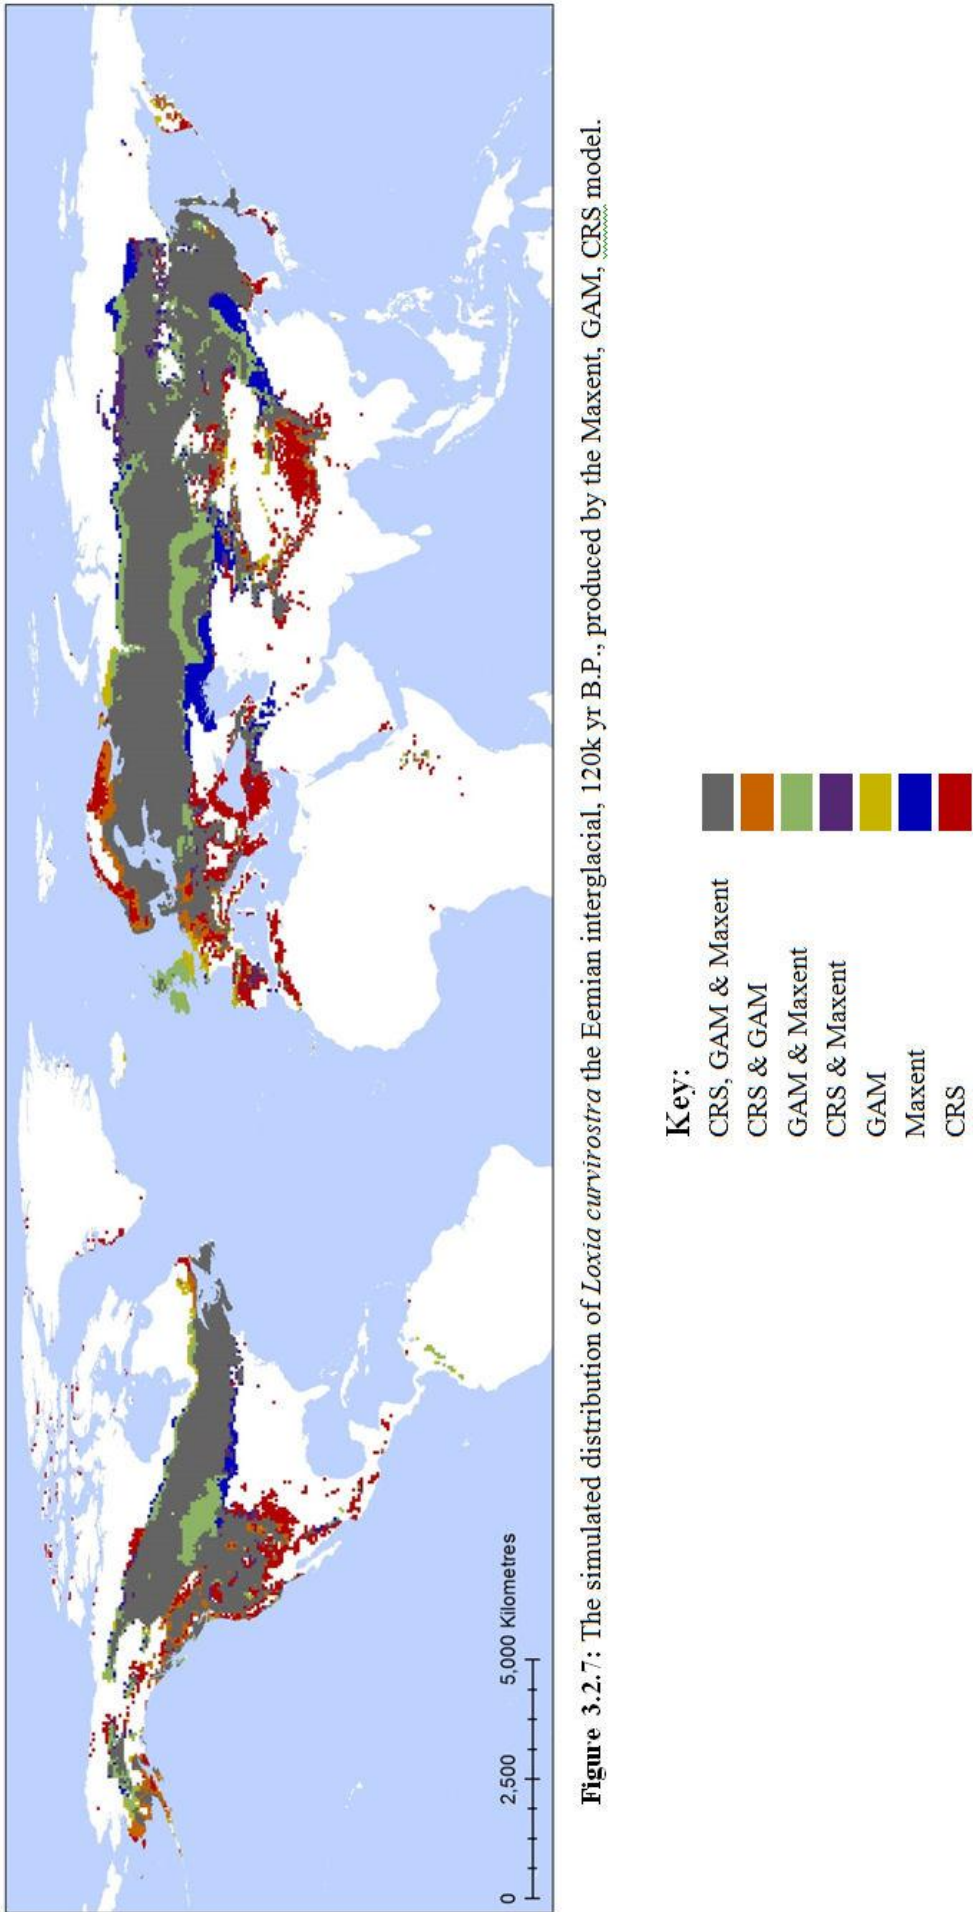 0 2,500 5,000 Kilometres
Figure 3.2.7: The simulated distribution of Loxia curvirostra the Eemian interglacial, 120k yr B.P., produced by the Maxent, GAM, CRS model.
Key:
CRS, GAM & Maxent
CRS & GAM
GAM & Maxent
CRS & Maxent
GAM
Maxent
CRS